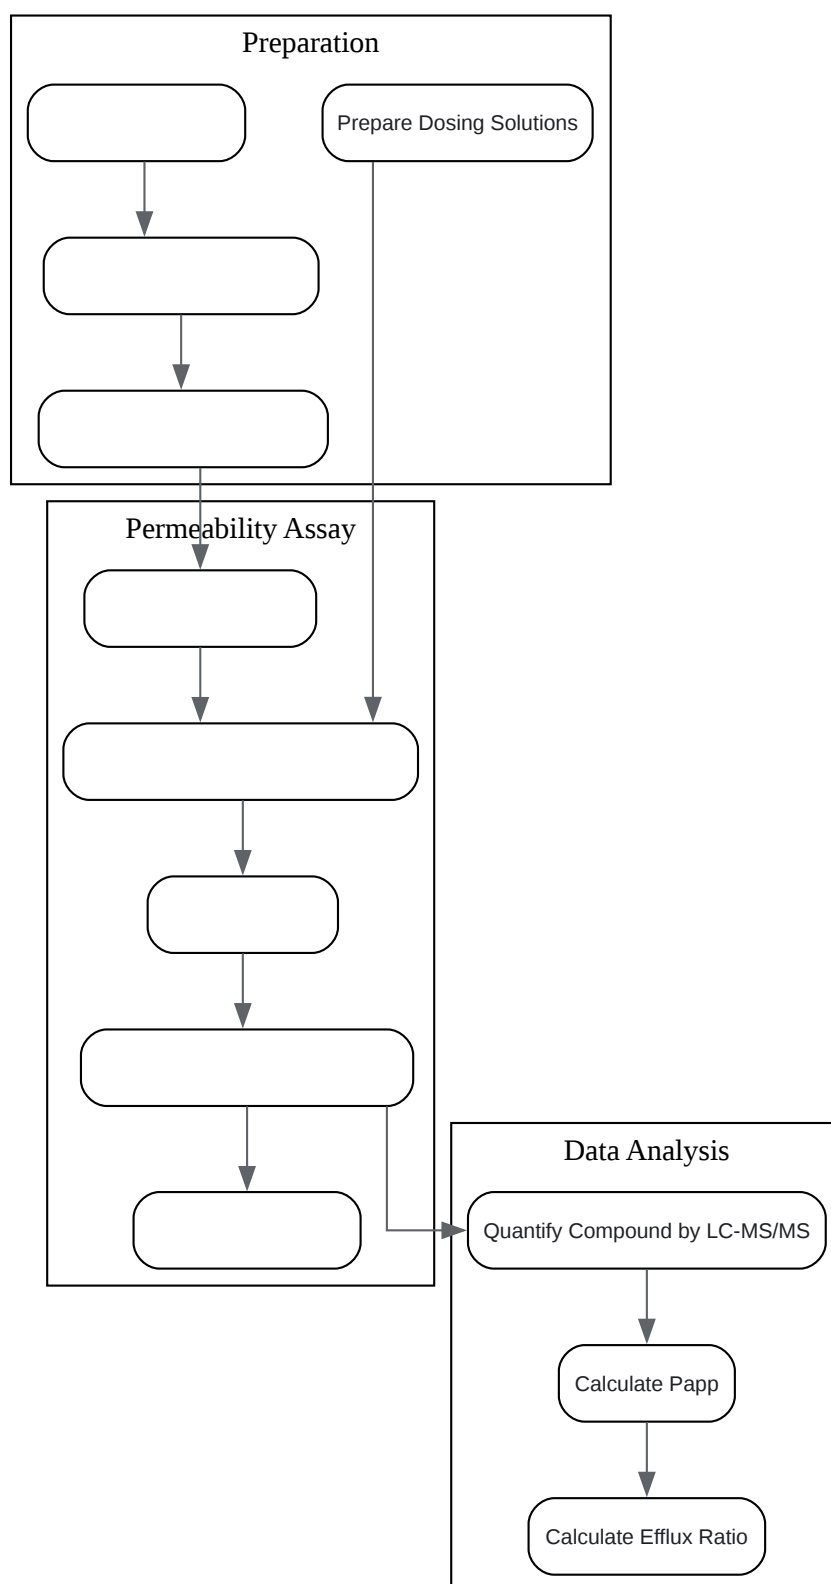 Preparation
Prepare Dosing Solutions
Permeability Assay
Data Analysis
Quantify Compound by LC-MS/MS
Calculate Papp
Calculate Efflux Ratio